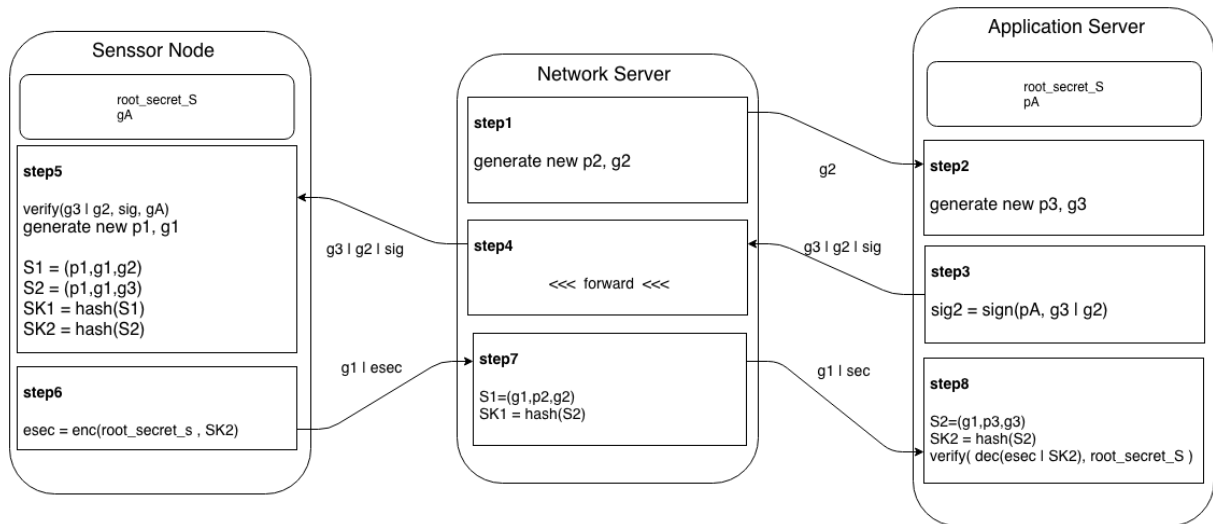 Senssor Node
root_secret_S
gA
step5
verify(g3 | g2, sig, gA)
generate new p1, g1
S1 = (p1,g1,g2)
S2 = (p1,g1,g3)
SK1 = hash(S1)
SK2 = hash(S2)
step6
esec = enc(root_secret_s , SK2)
g3 | g2 | sig
g1 | esec
Network Server
step1
generate new p2, g2
step4
<<< forward <<<
step7
S1=(g1,p2,g2)
SK1 = hash(S2)
g2
g3 | g2 | sig
g1 | sec
Application Server
root_secret_S
pA
step2
generate new p3, g3
step3
sig2 = sign(pA, g3 | g2)
step8
S2=(g1,p3,g3)
SK2 = hash(S2)
verify( dec(esec | SK2), root_secret_S )